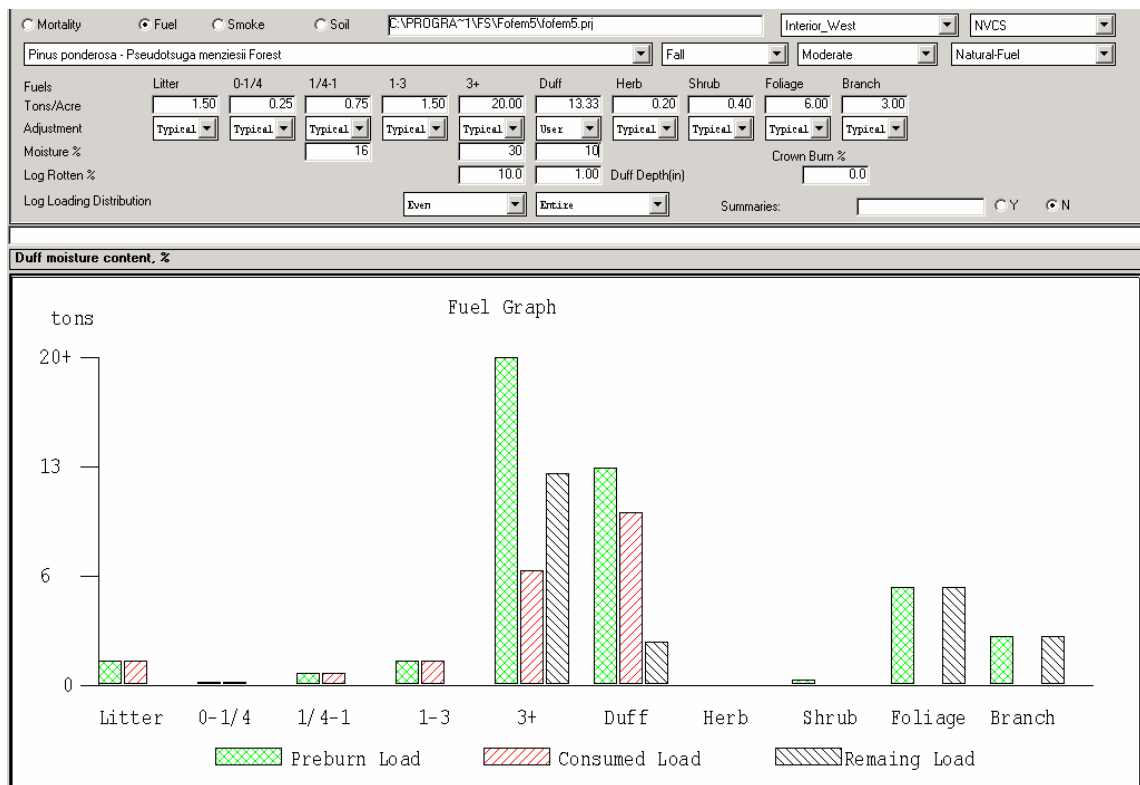 Mortality Fuel Smoke Soil C:\PROGRA~1\FS\Fofem5\fofem5.prj Interior_West NVCS
Pinus ponderosa - Pseudotsuga menziesii Forest Fall Moderate Natural-Fuel
Fuels Litter 0-1/4 1/4-1 1-3 3+ Duff Herb Shrub Foliage Branch
Tons/Acre 1.50 0.25 0.75 1.50 20.00 13.33 0.20 0.40 6.00 3.00
Adjustment Typical Typical Typical Typical Typical User Typical Typical Typical Typical
Moisture % 16 30 10 Crown Burn %
Log Rotten % 10.0 1.00 Duff Depth(in) 0.0
Log Loading Distribution Even Entire Summaries: Y N
Duff moisture content, %
Fuel Graph
tons
20+
13
6
0
Litter 0-1/4 1/4-1 1-3 3+ Duff Herb Shrub Foliage Branch
Preburn Load Consumed Load Remaing Load